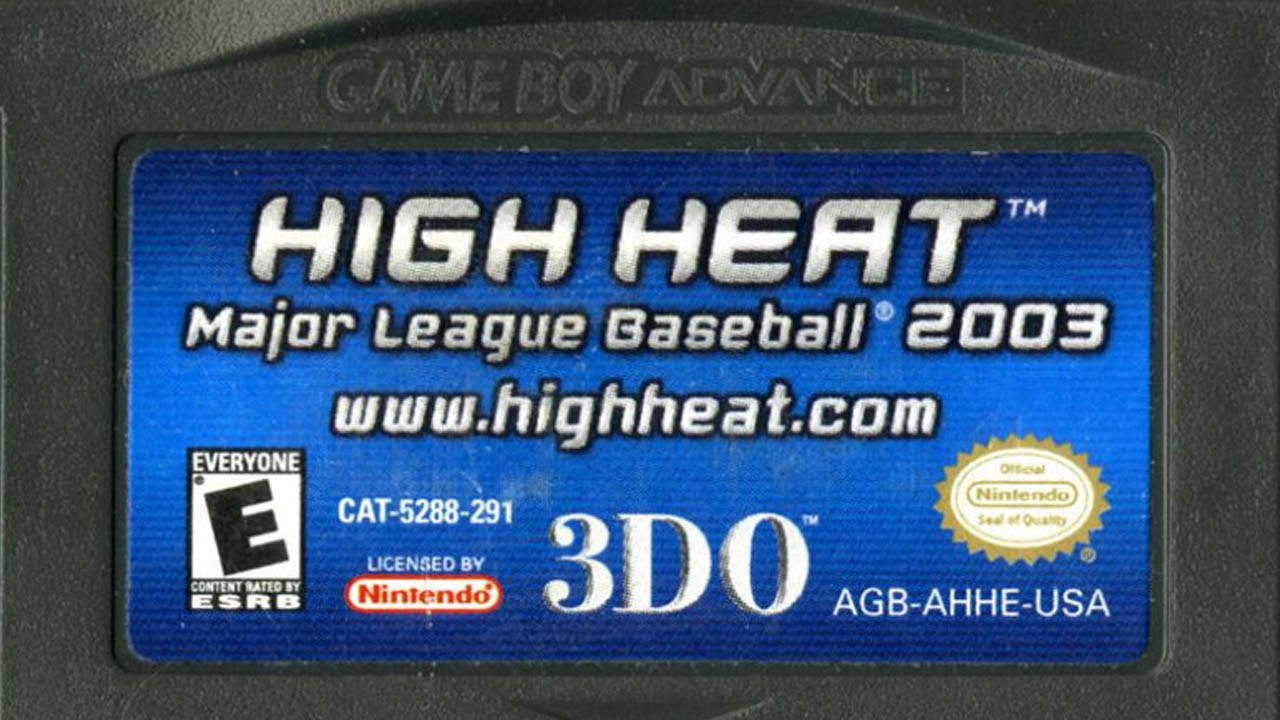 GAME BOY ADVANCE
HIGH HEAT™
Major League Baseball® 2003
www.highheat.com
EVERYONE
E
CONTENT RATED BY
ESRB
CAT-5288-291
LICENSED BY
Nintendo®
3DO™
Official
Nintendo
Seal of Quality
®
AGB-AHHE-USA